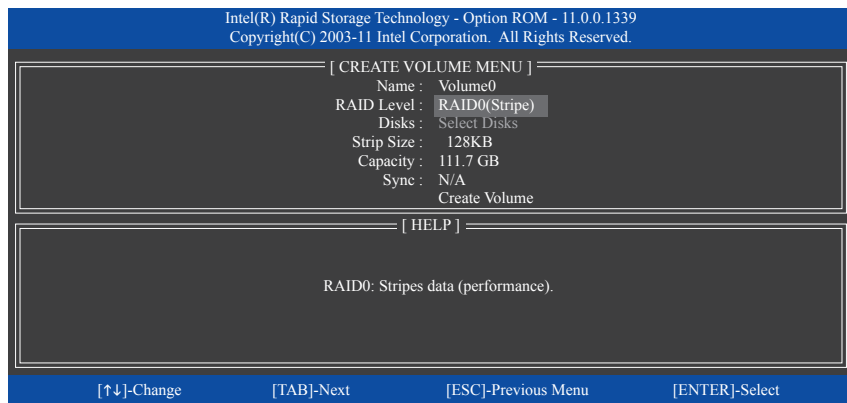 Intel(R) Rapid Storage Technology - Option ROM - 11.0.0.1339
Copyright(C) 2003-11 Intel Corporation. All Rights Reserved.
[ CREATE VOLUME MENU ]
Name : Volume0
RAID Level : RAID0(Stripe)
Disks : Select Disks
Strip Size : 128KB
Capacity : 111.7 GB
Sync : N/A
Create Volume
[ HELP ]
RAID0: Stripes data (performance).
[↑↓]-Change [TAB]-Next [ESC]-Previous Menu [ENTER]-Select